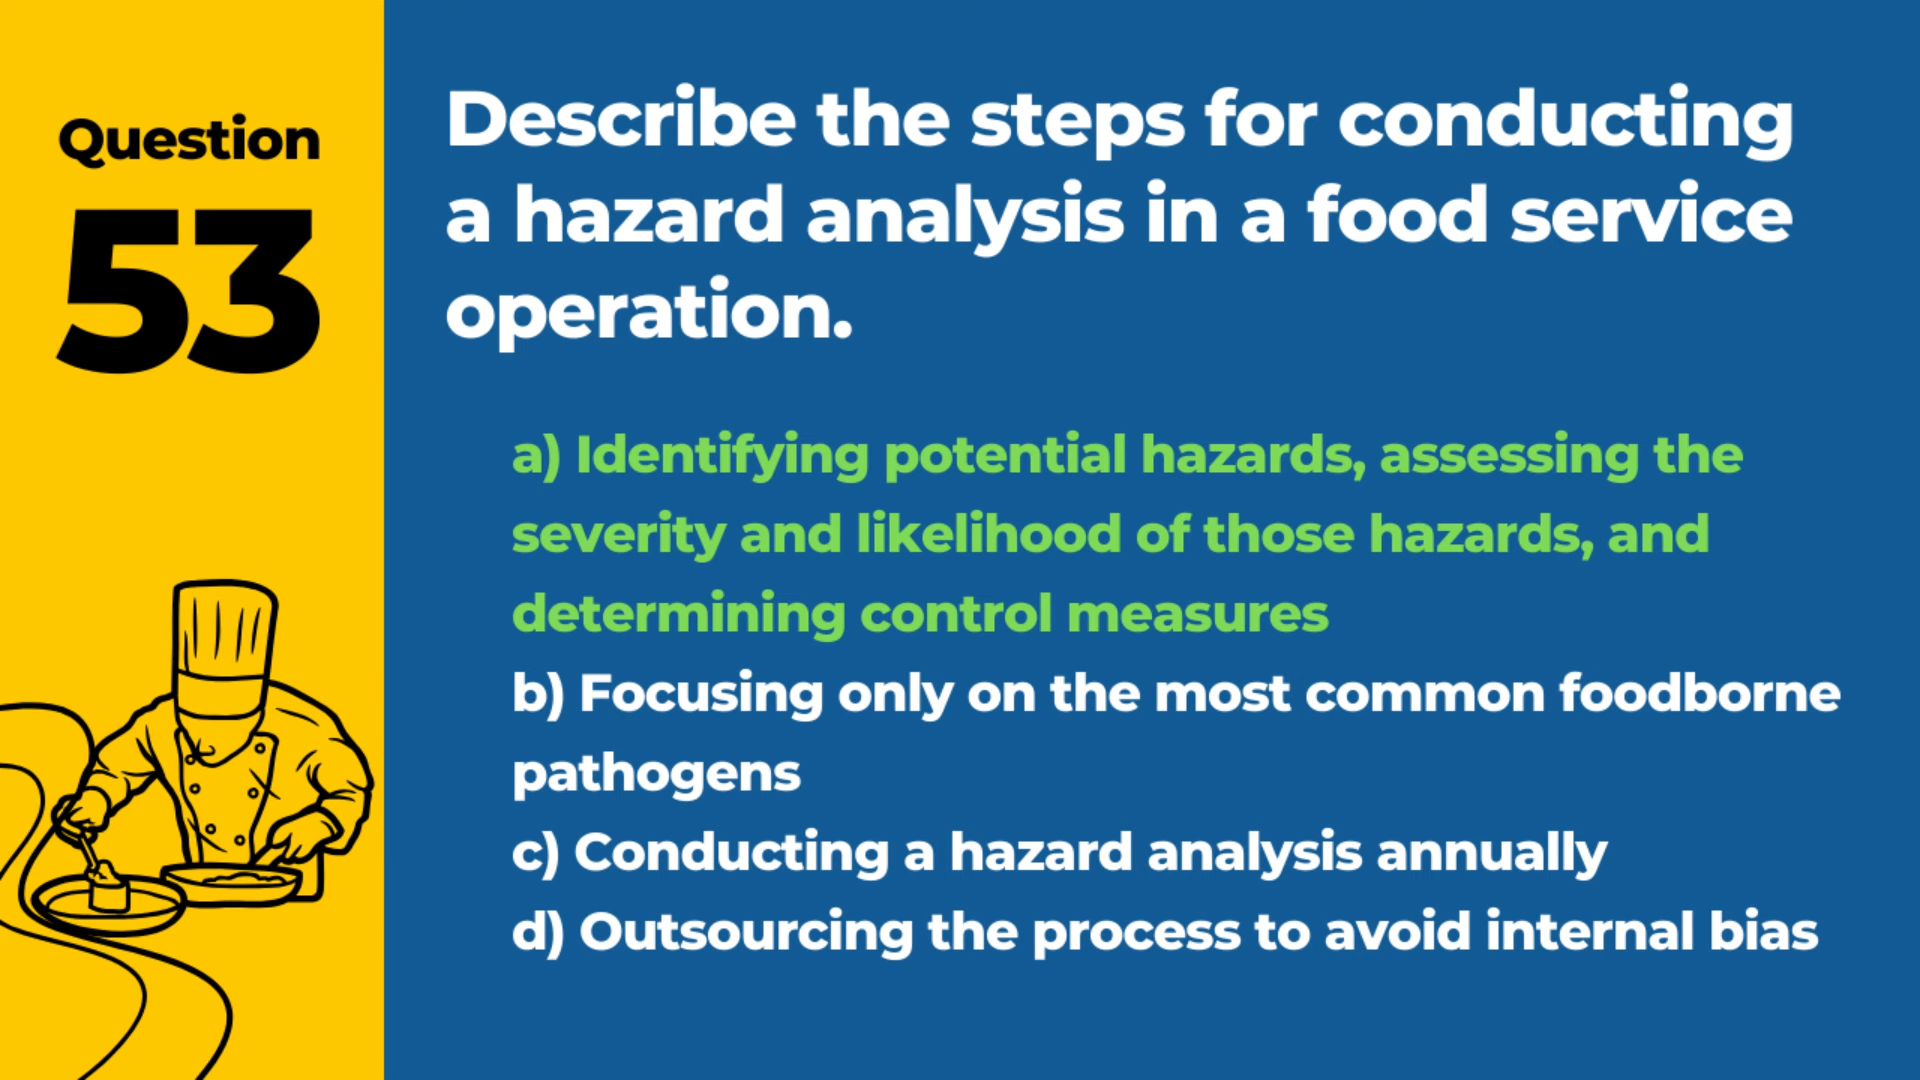 Question
53
Describe the steps for conducting
a hazard analysis in a food service
operation.
a) Identifying potential hazards, assessing the
severity and likelihood of those hazards, and
determining control measures
b) Focusing only on the most common foodborne
pathogens
c) Conducting a hazard analysis annually
d) Outsourcing the process to avoid internal bias